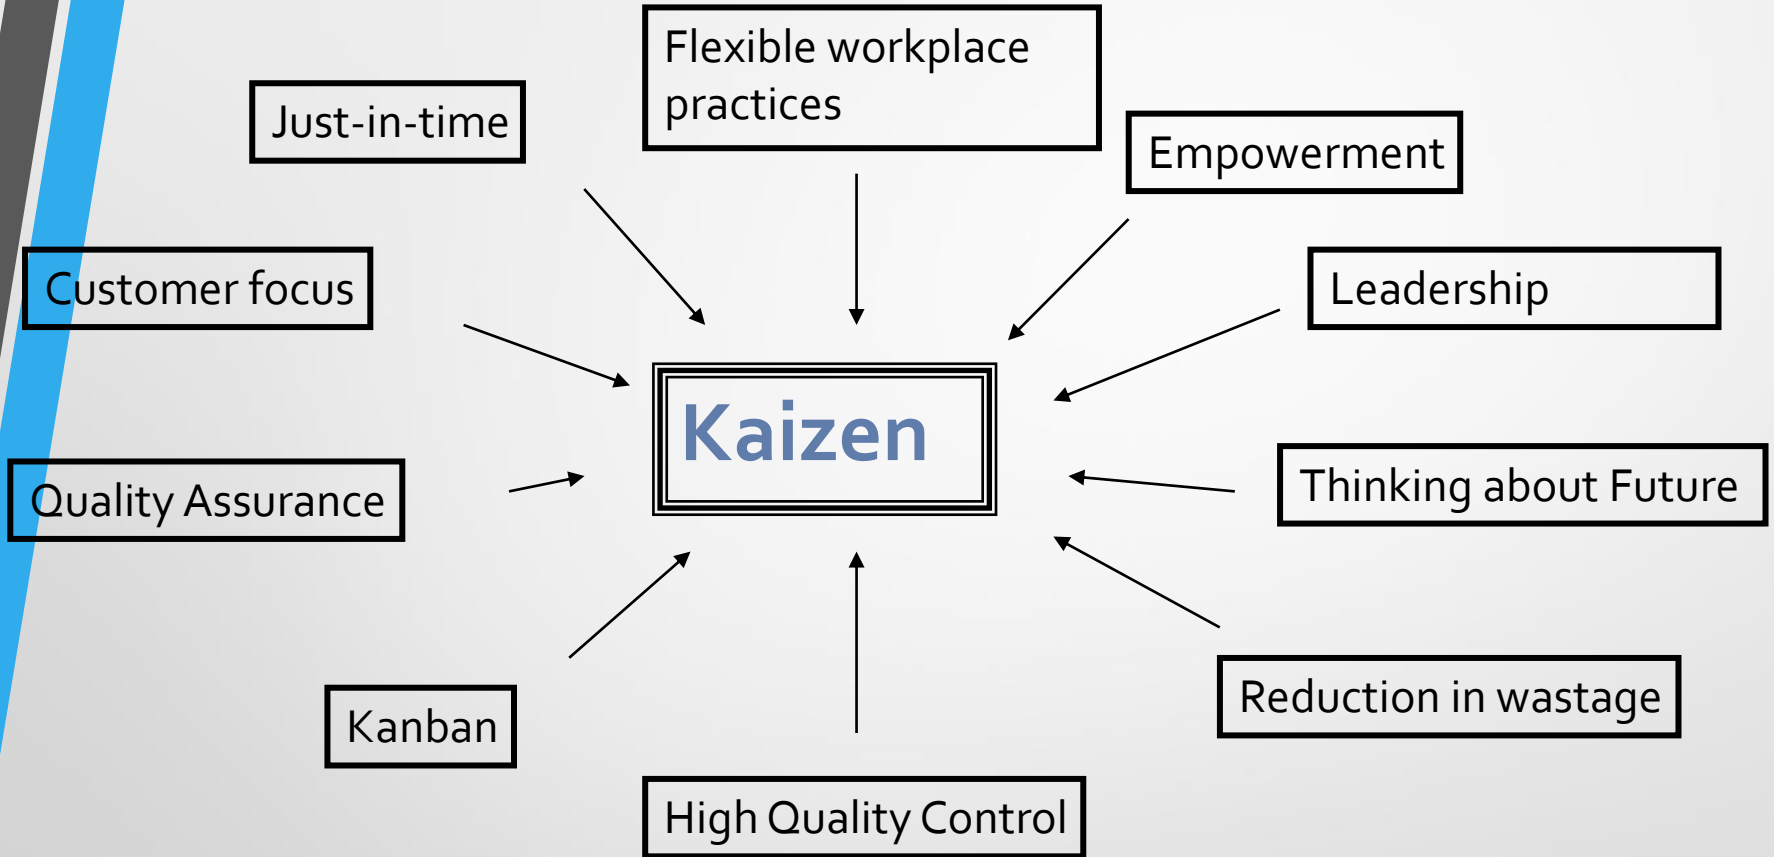 Flexible workplace
practices
Just-in-time
Empowerment
Customer focus
Leadership
Kaizen
Quality Assurance
Thinking about Future
Kanban
Reduction in wastage
High Quality Control